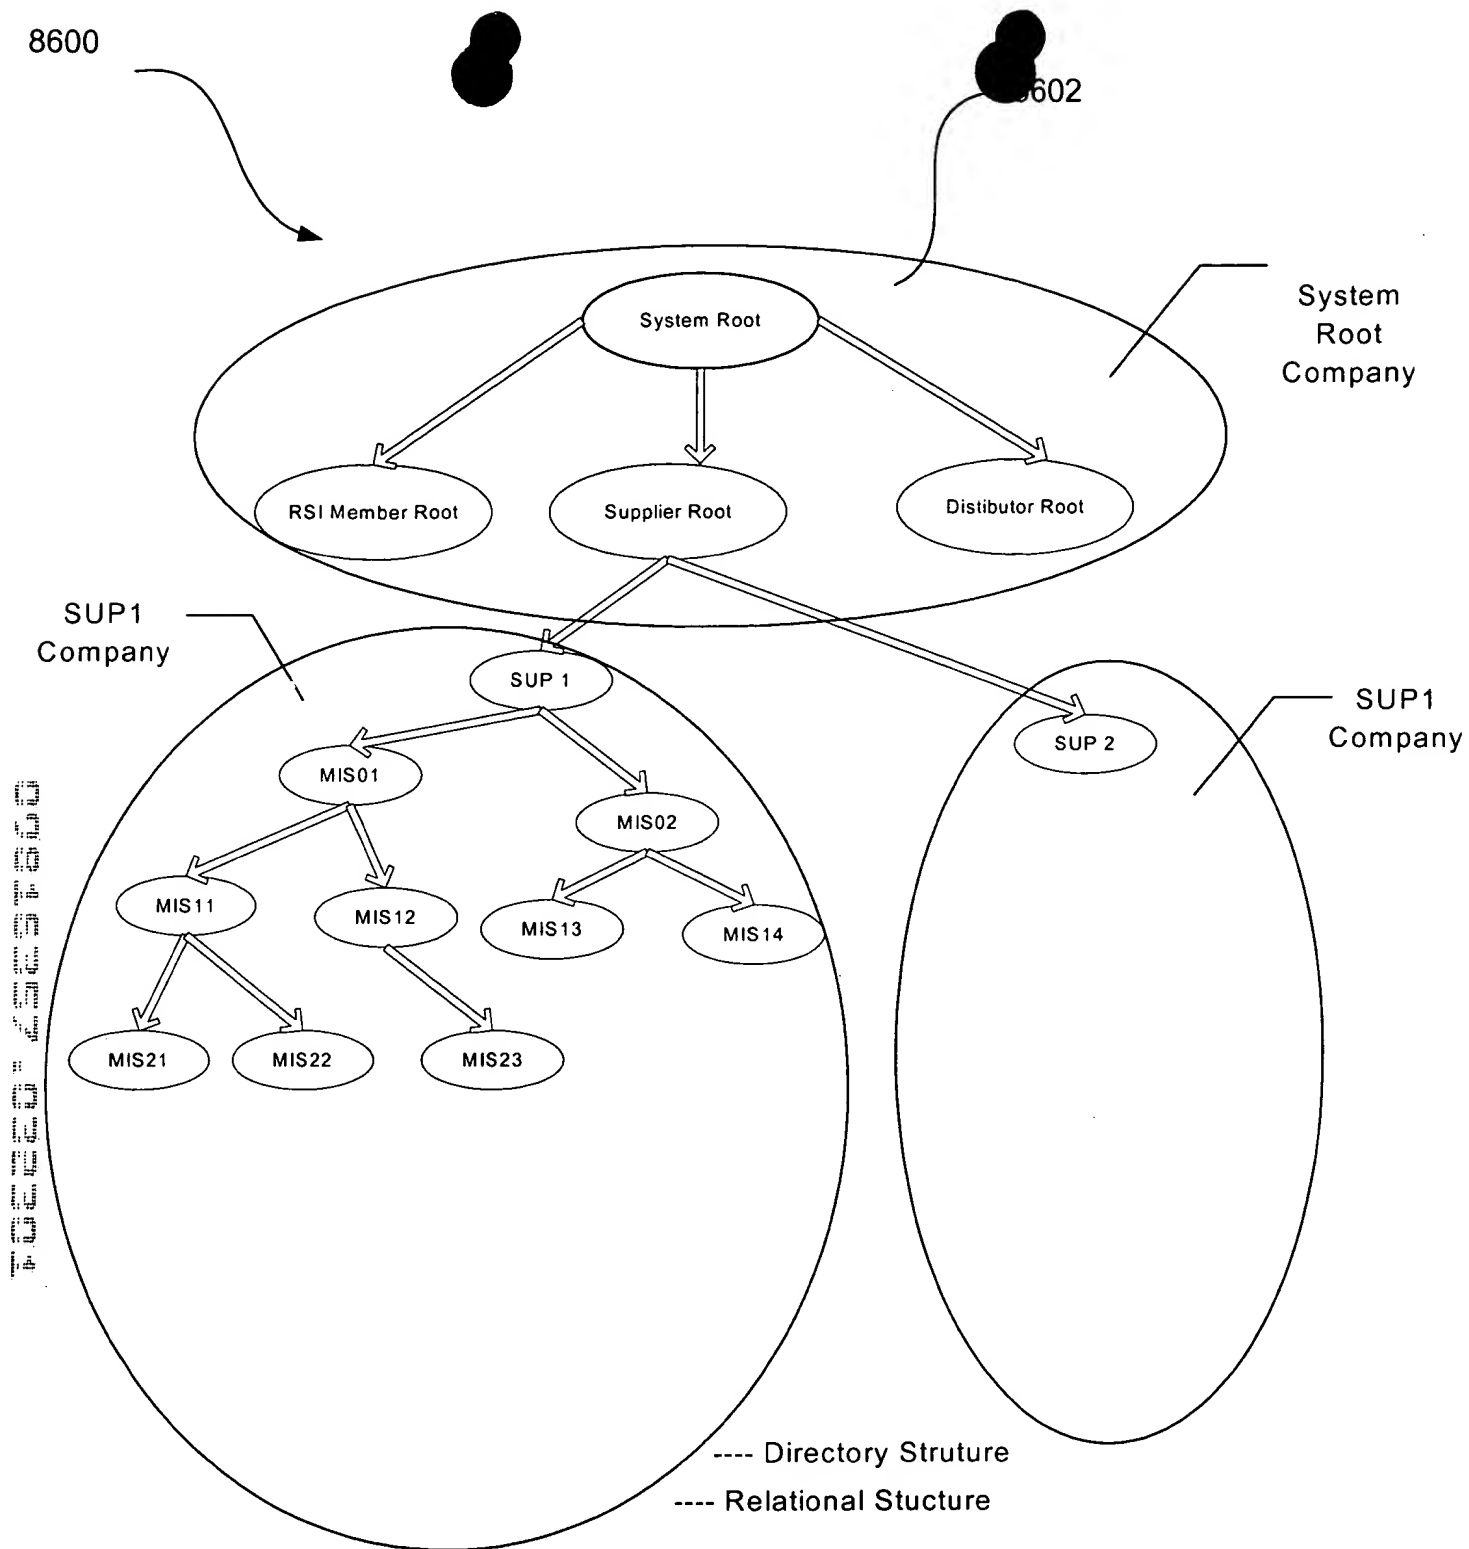 8600
602
System Root
System
Root
Company
RSI Member Root
Supplier Root
Distibutor Root
SUP1
Company
SUP 1
SUP1
Company
SUP 2
MIS01
MIS02
MIS11
MIS12
MIS13
MIS14
MIS21
MIS22
MIS23
---- Directory Struture
---- Relational Stucture